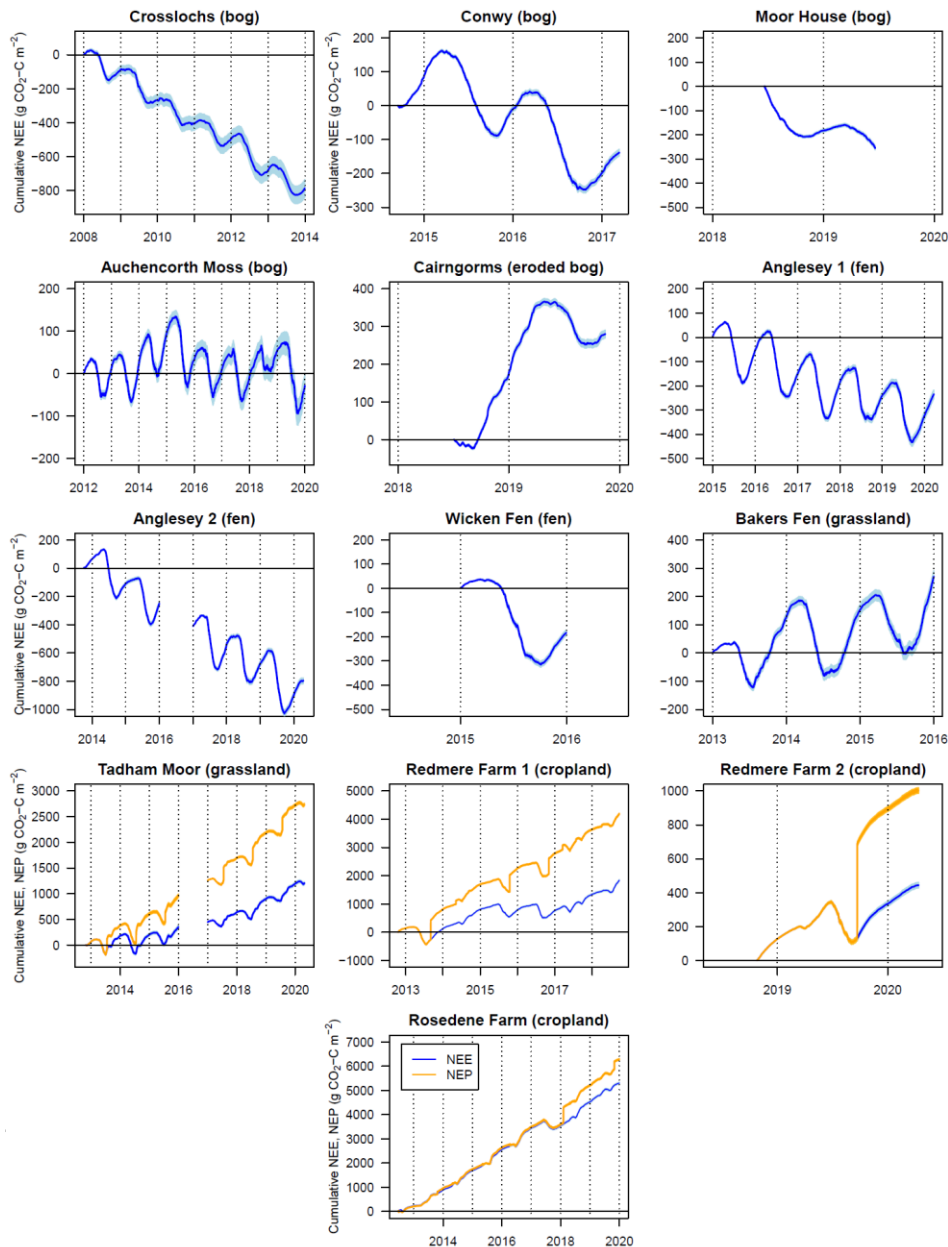 Crosslochs (bog)
Cumulative NEE (g CO₂−C m⁻²)
0
−200
−400
−600
−800
2008 2010 2012 2014
Conwy (bog)
200
100
0
−100
−200
−300
2015 2016 2017
Moor House (bog)
200
100
0
−100
−200
−300
−400
−500
2018 2019 2020
Auchencorth Moss (bog)
Cumulative NEE (g CO₂−C m⁻²)
200
100
0
−100
−200
2012 2014 2015 2016 2018 2020
Cairngorms (eroded bog)
400
300
200
100
0
2018 2019 2020
Anglesey 1 (fen)
200
100
0
−100
−200
−300
−400
−500
2015 2016 2017 2018 2019 2020
Anglesey 2 (fen)
Cumulative NEE (g CO₂−C m⁻²)
200
0
−200
−400
−600
−800
−1000
2014 2016 2018 2020
Wicken Fen (fen)
200
100
0
−100
−200
−300
−400
−500
2015 2016
Bakers Fen (grassland)
400
300
200
100
0
−100
−200
2013 2014 2015 2016
Tadham Moor (grassland)
Cumulative NEE, NEP (g CO₂−C m⁻²)
3000
2500
2000
1500
1000
500
0
2014 2016 2018 2020
Redmere Farm 1 (cropland)
5000
4000
3000
2000
1000
0
−1000
2013 2015 2017
Redmere Farm 2 (cropland)
1000
800
600
400
200
0
2019 2020
Rosedene Farm (cropland)
Cumulative NEE, NEP (g CO₂−C m⁻²)
7000
6000
5000
4000
3000
2000
1000
0
NEE
NEP
2014 2016 2018 2020